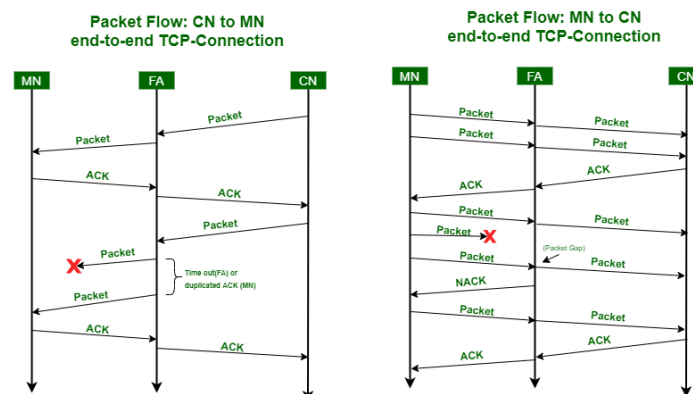 Packet Flow: CN to MN
end-to-end TCP-Connection
MN
FA
CN
Packet
Packet
ACK
ACK
Packet
Packet
Time out(FA) or
duplicated ACK (MN)
Packet
ACK
ACK
Packet Flow: MN to CN
end-to-end TCP-Connection
MN
FA
CN
Packet
Packet
Packet
Packet
ACK
ACK
Packet
Packet
Packet
(Packet Gap)
Packet
Packet
NACK
Packet
Packet
ACK
ACK